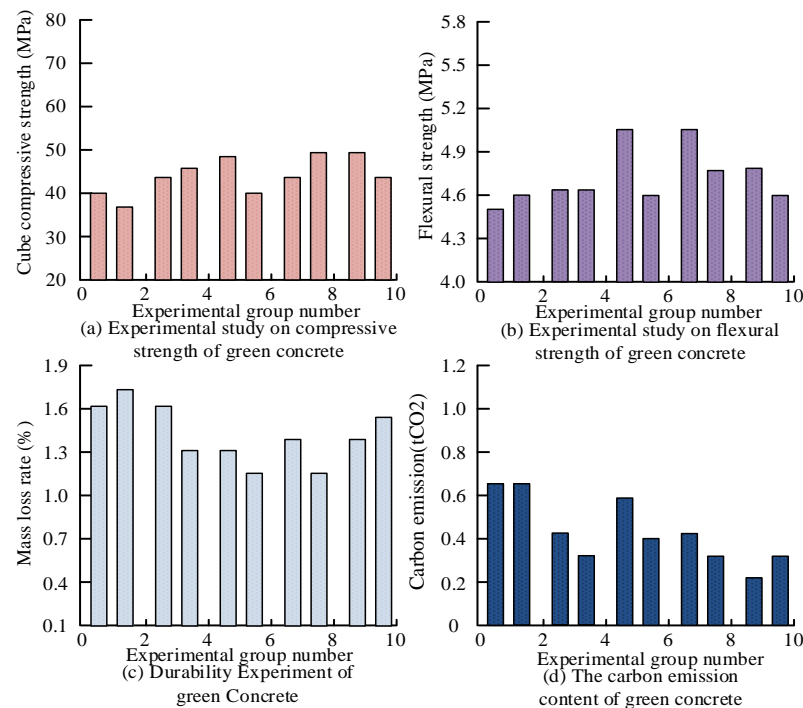 Cube compressive strength (MPa)
80
70
60
50
40
30
20
0 2 4 6 8 10
Experimental group number
(a) Experimental study on compressive
strength of green concrete
Flexural strength (MPa)
5.8
5.5
5.2
4.9
4.6
4.3
4.0
0 2 4 6 8 10
Experimental group number
(b) Experimental study on flexural
strength of green concrete
Mass loss rate (%)
1.9
1.6
1.3
1.0
0.7
0.4
0.1
0 2 4 6 8 10
Experimental group number
(c) Durability Experiment of
green Concrete
Carbon emission(tCO2)
1.2
1.0
0.8
0.6
0.4
0.2
0
0 2 4 6 8 10
Experimental group number
(d) The carbon emission
content of green concrete